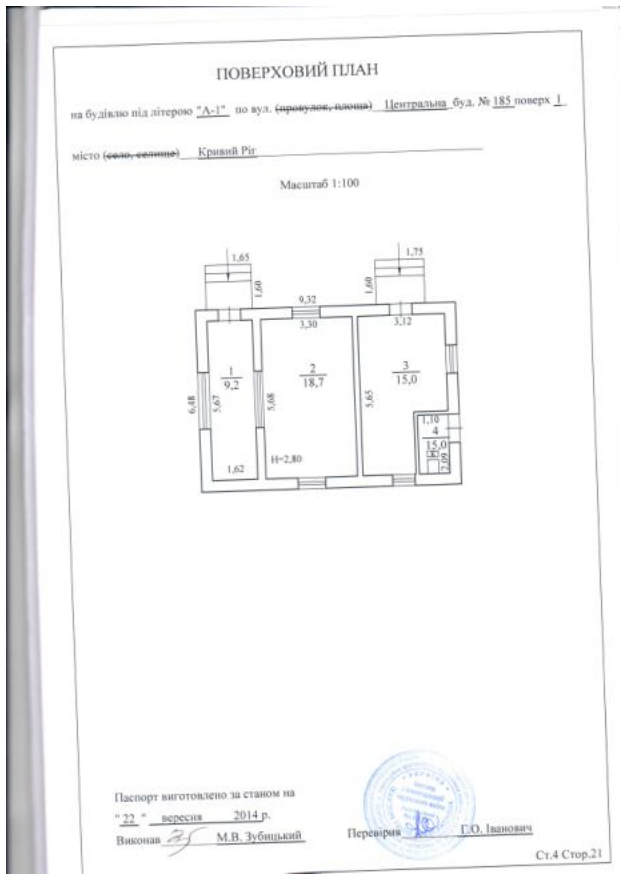 ПОВЕРХОВИЙ ПЛАН
на будівлю під літерою "А-1" по вул. (провулок, площа) Центральна буд. № 185 поверх 1
місто (село, селище) Кривий Ріг
Масштаб 1:100
1,65
1,75
1,60
1,60
9,32
3,30
3,12
1
9,2
2
18,7
3
15,0
6,48
5,67
5,68
5,65
1,10
4
15,0
2,09
Н=2,80
1,62
Паспорт виготовлено за станом на
" 22 " вересня 2014 р.
Виконав М.В. Зубицький
Перевірив Г.О. Іванович
Ст.4 Стор.21